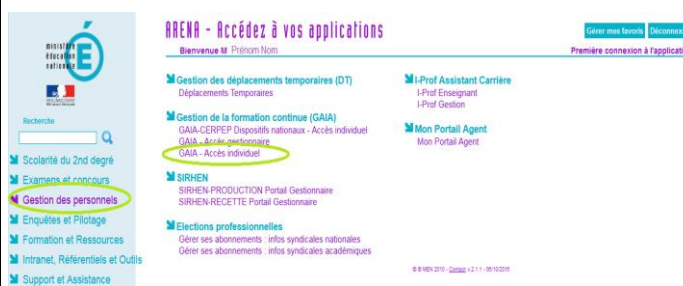 ministère
éducation
nationale
Recherche
Scolarité du 2nd degré
Examens et concours
Gestion des personnels
Enquêtes et Pilotage
Formation et Ressources
Intranet, Référentiels et Outils
Support et Assistance
ARENA - Accédez à vos applications
Gérer mes favoris
Déconnexi
Bienvenue M Prénom Nom
Première connexion à l'applicati
Gestion des déplacements temporaires (DT)
Déplacements Temporaires
Gestion de la formation continue (GAIA)
GAIA-CERPEP Dispositifs nationaux - Accès individuel
GAIA - Accès gestionnaire
GAIA - Accès individuel
SIRHEN
SIRHEN-PRODUCTION Portail Gestionnaire
SIRHEN-RECETTE Portail Gestionnaire
Elections professionnelles
Gérer ses abonnements : infos syndicales nationales
Gérer ses abonnements : infos syndicales académiques
I-Prof Assistant Carrière
I-Prof Enseignant
I-Prof Gestion
Mon Portail Agent
Mon Portail Agent
© MEN 2010 - Contact